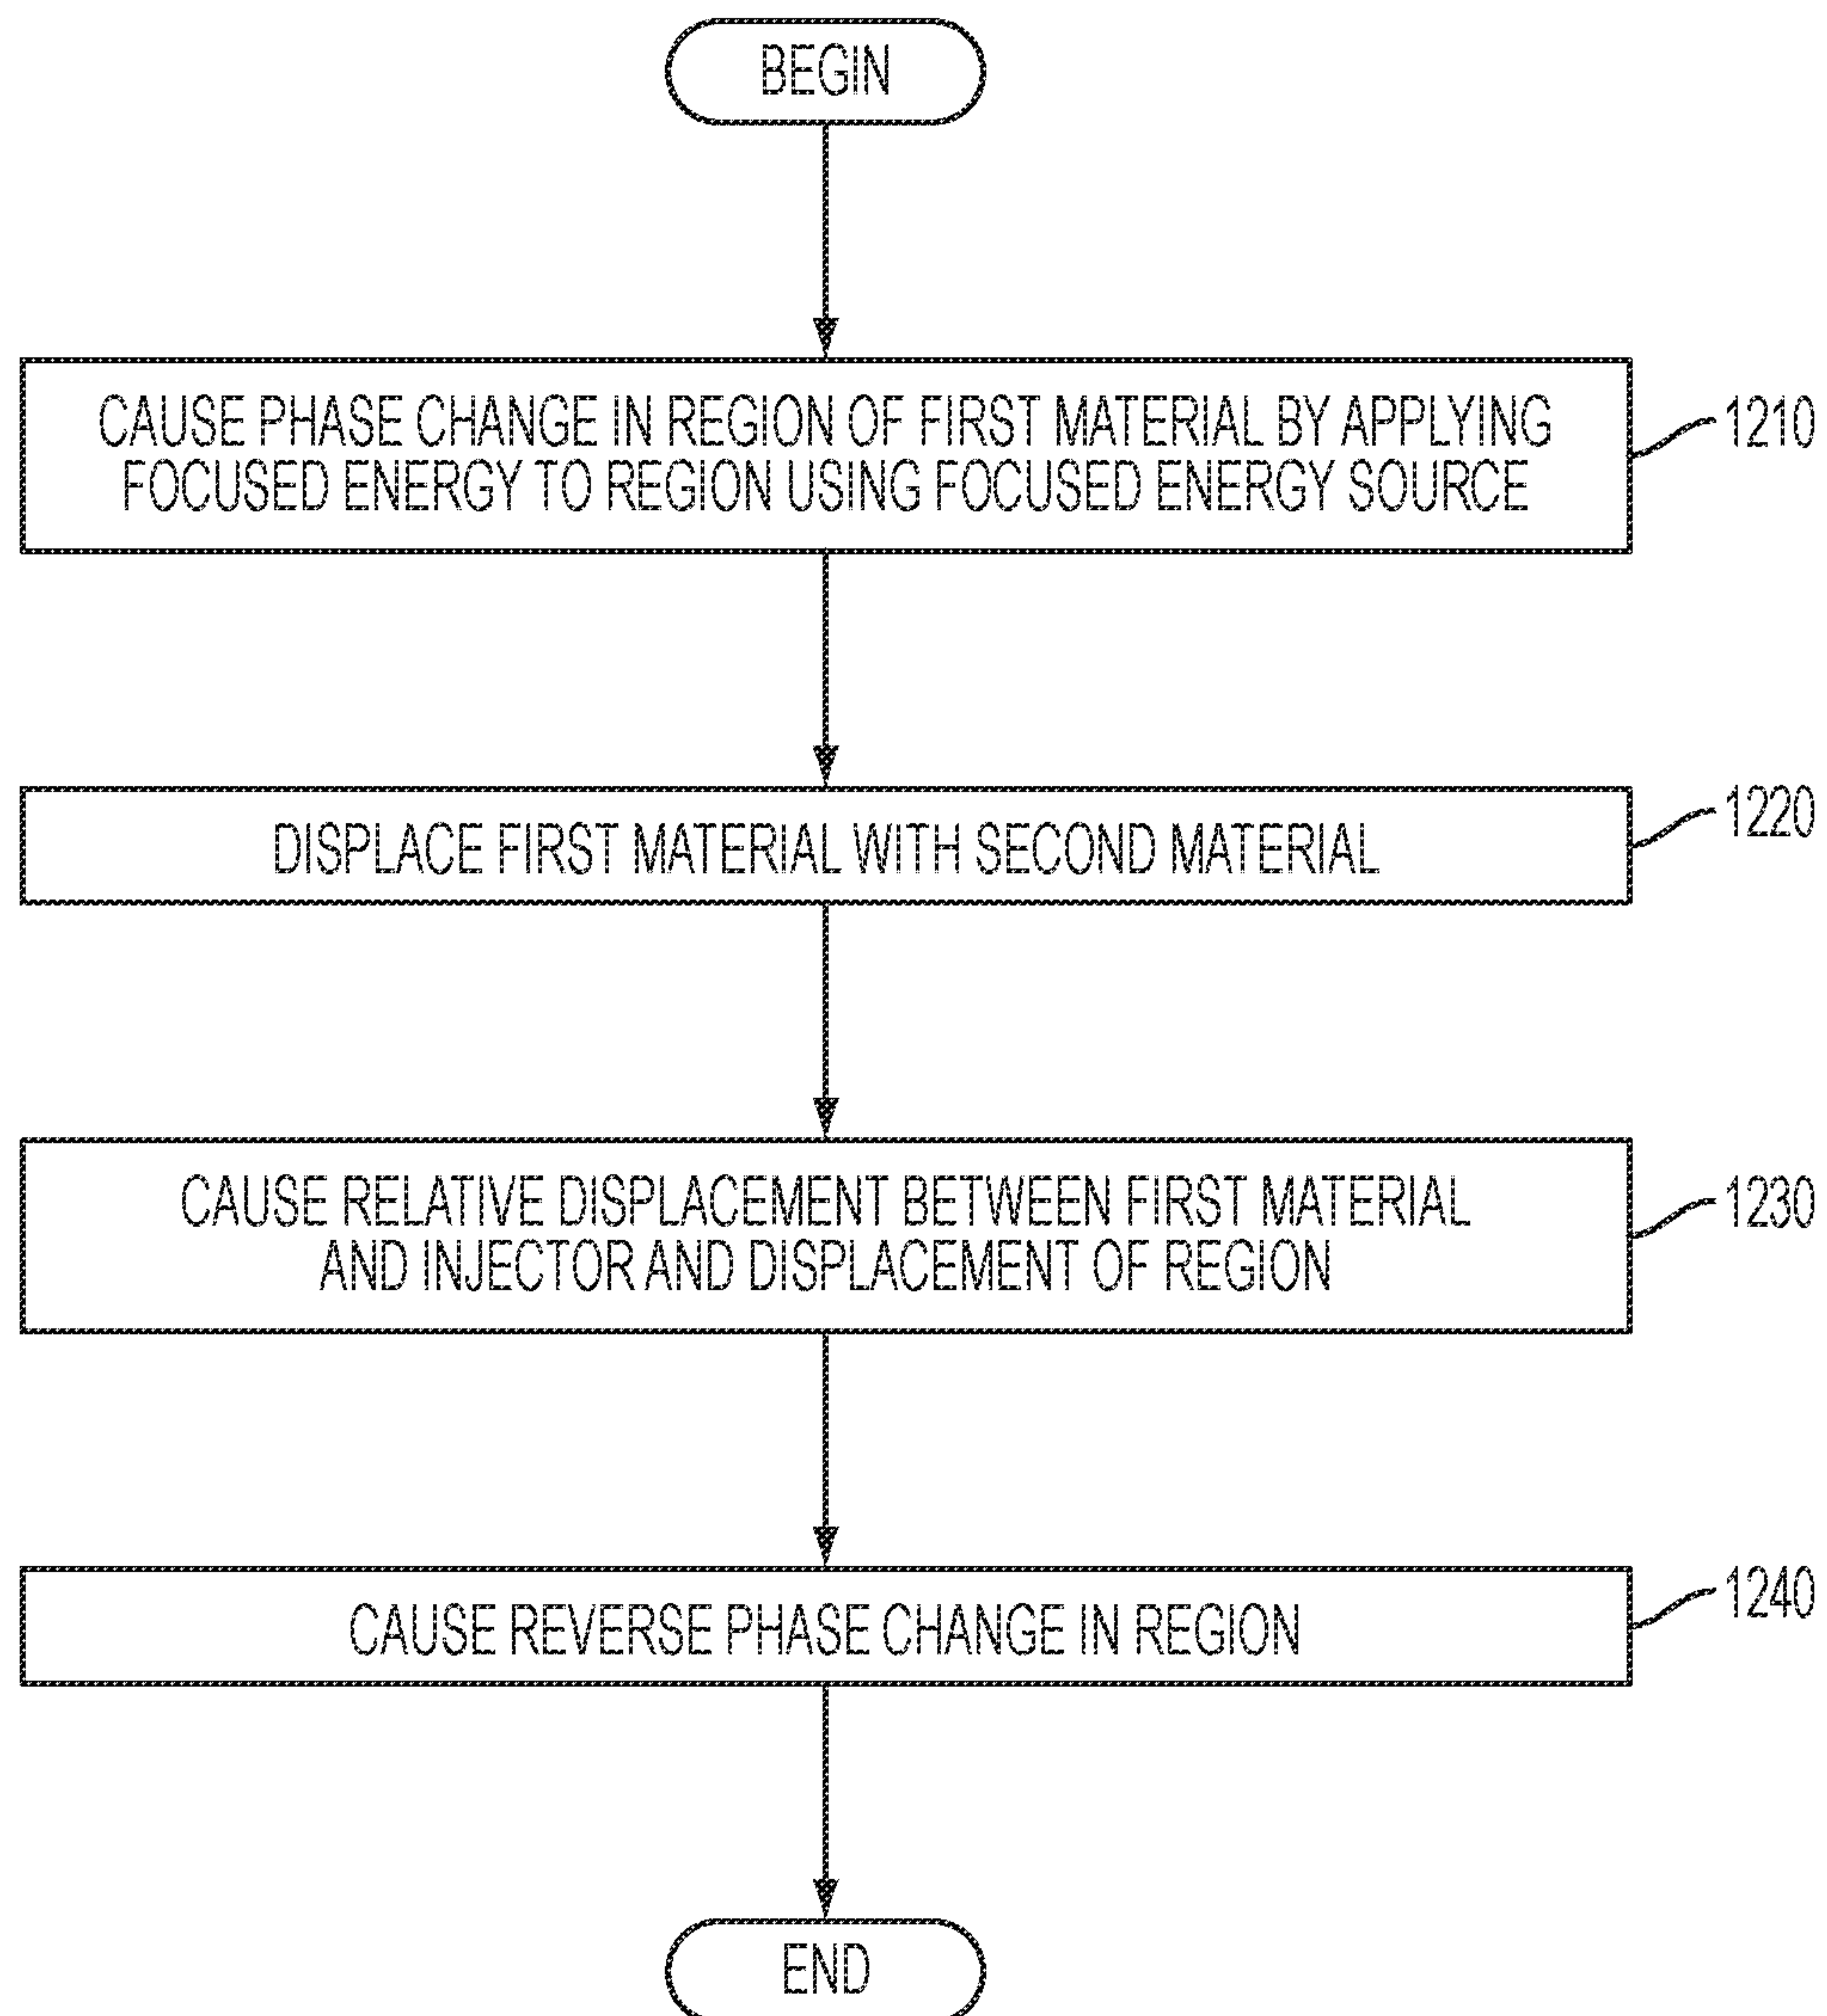 BEGIN
CAUSE PHASE CHANGE IN REGION OF FIRST MATERIAL BY APPLYING
FOCUSED ENERGY TO REGION USING FOCUSED ENERGY SOURCE
1210
DISPLACE FIRST MATERIAL WITH SECOND MATERIAL
1220
CAUSE RELATIVE DISPLACEMENT BETWEEN FIRST MATERIAL
AND INJECTOR AND DISPLACEMENT OF REGION
1230
CAUSE REVERSE PHASE CHANGE IN REGION
1240
END